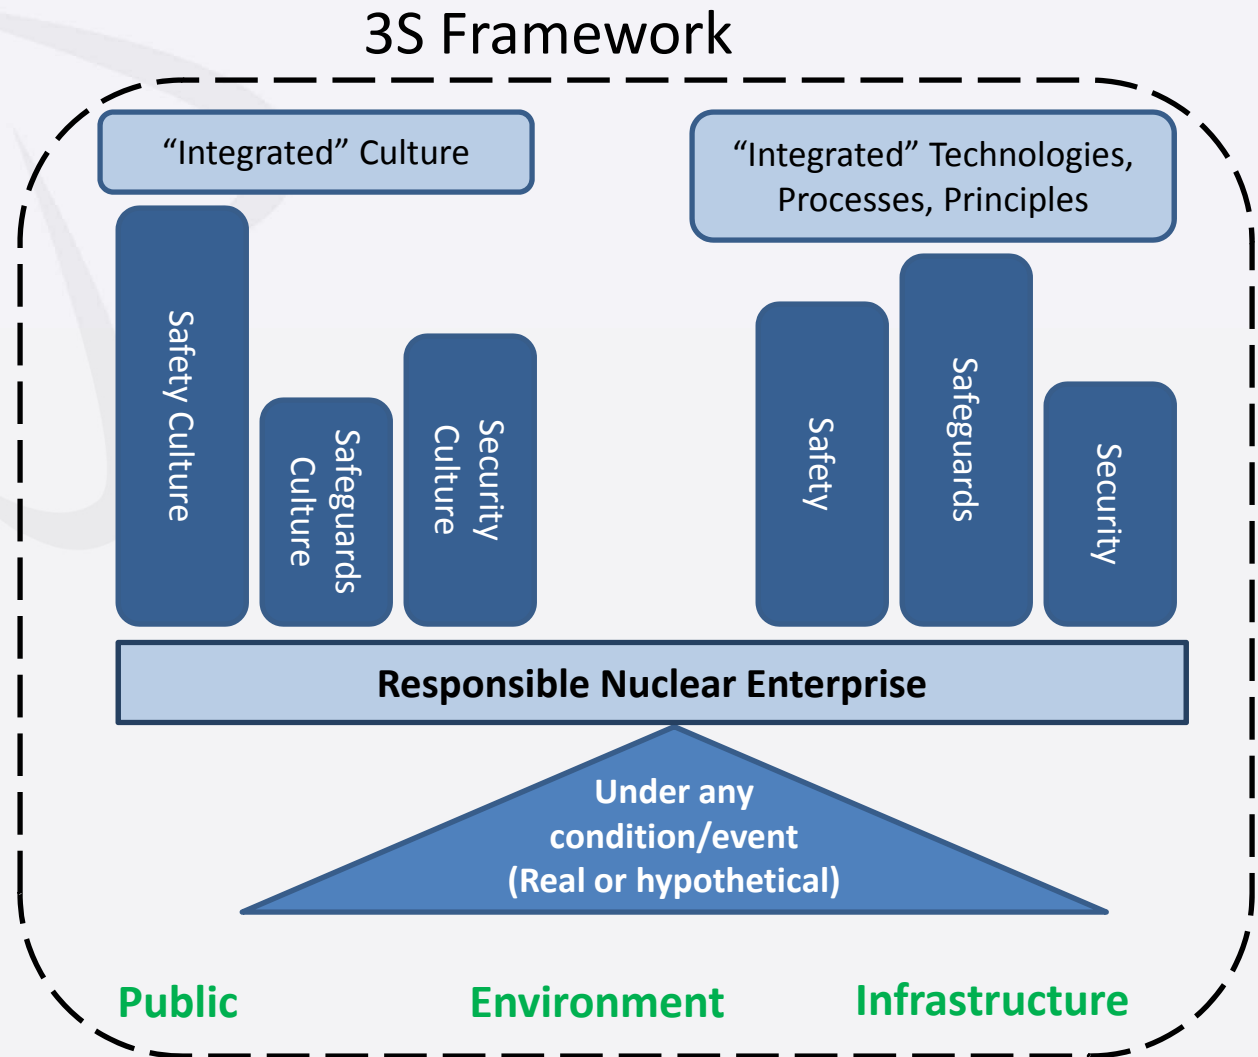 3S Framework
“Integrated” Culture
“Integrated” Technologies,
Processes, Principles
Safety Culture
Safeguards
Culture
Security
Culture
Safety
Safeguards
Security
Responsible Nuclear Enterprise
Under any
condition/event
(Real or hypothetical)
Public
Environment
Infrastructure